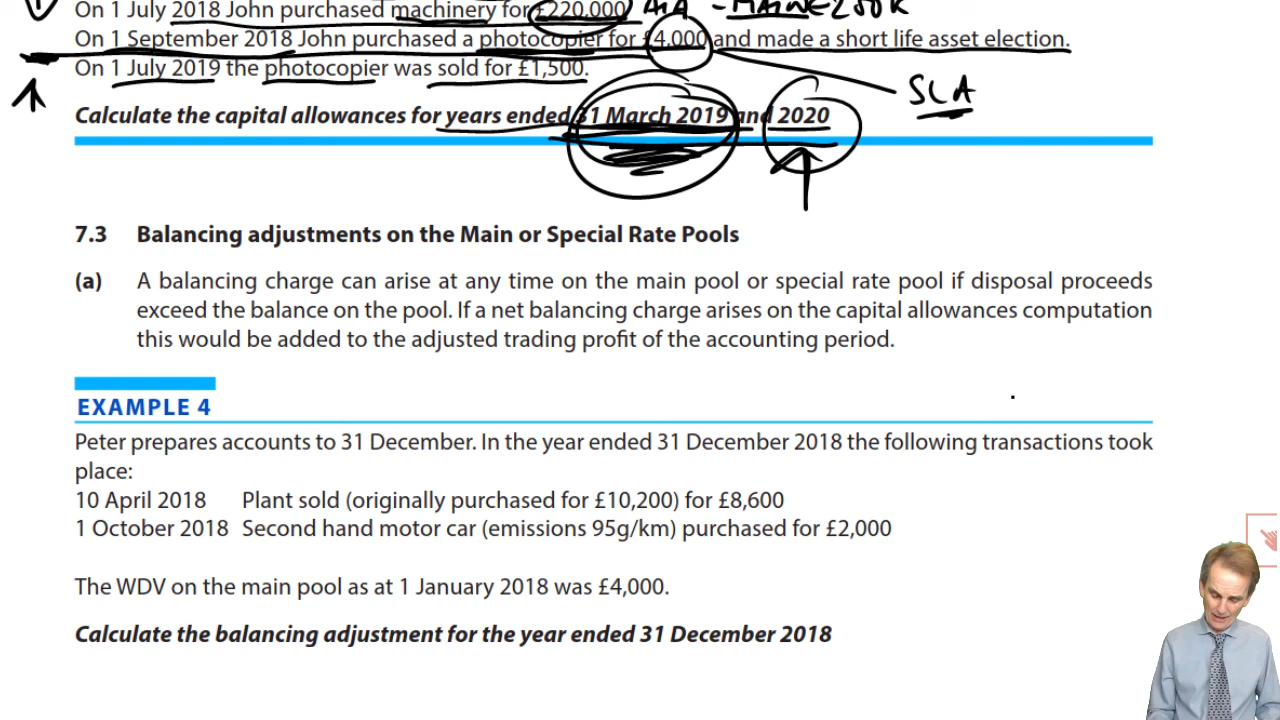 On 1 July 2018 John purchased machinery for £220,000 AIA - MAIN £200K
On 1 September 2018 John purchased a photocopier for £4,000 and made a short life asset election.
On 1 July 2019 the photocopier was sold for £1,500.
SLA
Calculate the capital allowances for years ended 31 March 2019 and 2020
7.3 Balancing adjustments on the Main or Special Rate Pools
(a) A balancing charge can arise at any time on the main pool or special rate pool if disposal proceeds
exceed the balance on the pool. If a net balancing charge arises on the capital allowances computation
this would be added to the adjusted trading profit of the accounting period.
EXAMPLE 4
Peter prepares accounts to 31 December. In the year ended 31 December 2018 the following transactions took
place:
10 April 2018 Plant sold (originally purchased for £10,200) for £8,600
1 October 2018 Second hand motor car (emissions 95g/km) purchased for £2,000
The WDV on the main pool as at 1 January 2018 was £4,000.
Calculate the balancing adjustment for the year ended 31 December 2018